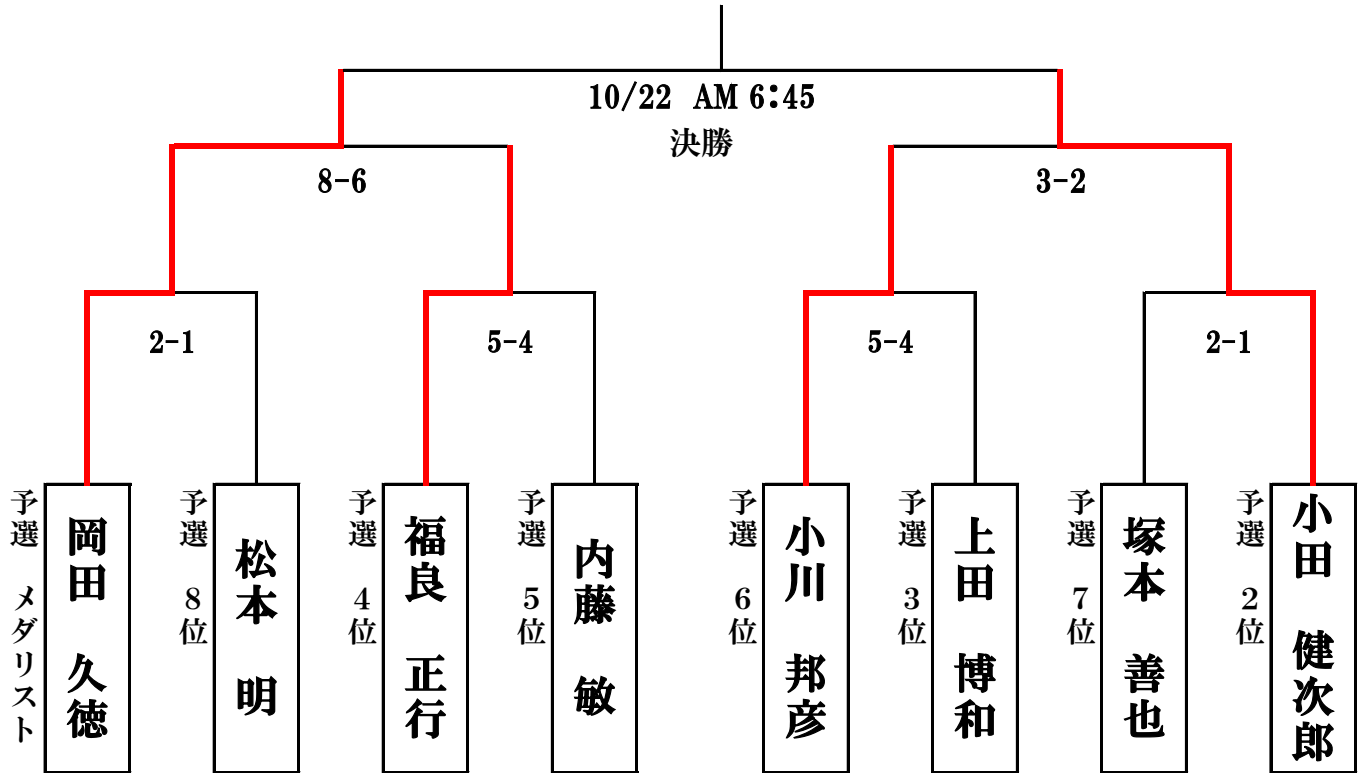 10/22 AM 6:45
決勝
8-6
3-2
2-1
5-4
5-4
2-1
予選 メダリスト
岡田 久徳
予選 8位
松本 明
予選 4位
福良 正行
予選 5位
内藤 敏
予選 6位
小川 邦彦
予選 3位
上田 博和
予選 7位
塚本 善也
予選 2位
小田 健次郎